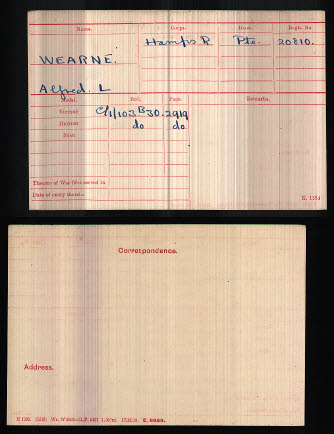 Name. Corps. Rank. Regtl. No.
WEARNE. Hamps R Pte. 20810.
Alfred. L
Medal. Roll. Page. Remarks.
Victory C/1/103 B30. 2919
British do do
Star
Theatre of War first served in
Date of entry therein
K. 1380
Correspondence.
Address.